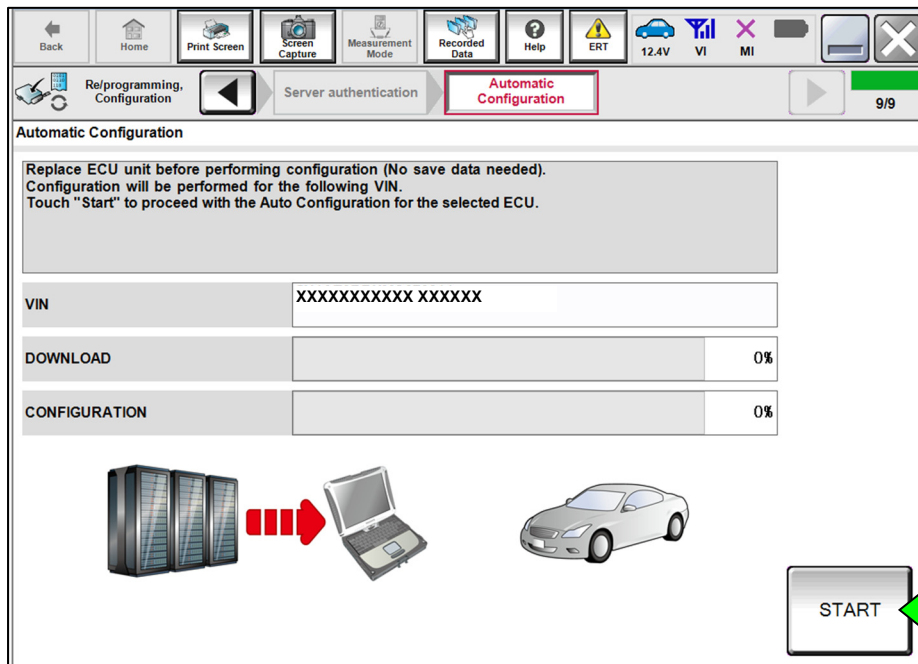 Back
Home
Print Screen
Screen
Capture
Measurement
Mode
Recorded
Data
Help
ERT
12.4V
VI
MI
Re/programming,
Configuration
Server authentication
Automatic
Configuration
9/9
Automatic Configuration
Replace ECU unit before performing configuration (No save data needed).
Configuration will be performed for the following VIN.
Touch "Start" to proceed with the Auto Configuration for the selected ECU.
VIN
XXXXXXXXXXX XXXXXX
DOWNLOAD
0%
CONFIGURATION
0%
START